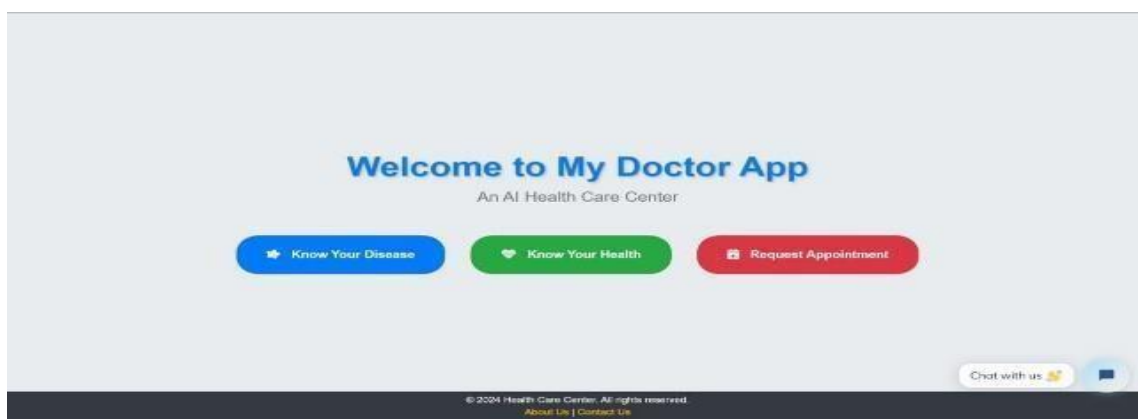 Welcome to My Doctor App
An AI Health Care Center
Know Your Disease
Know Your Health
Request Appointment
Chat with us 👋
© 2024 Health Care Center. All rights reserved.
About Us | Contact Us